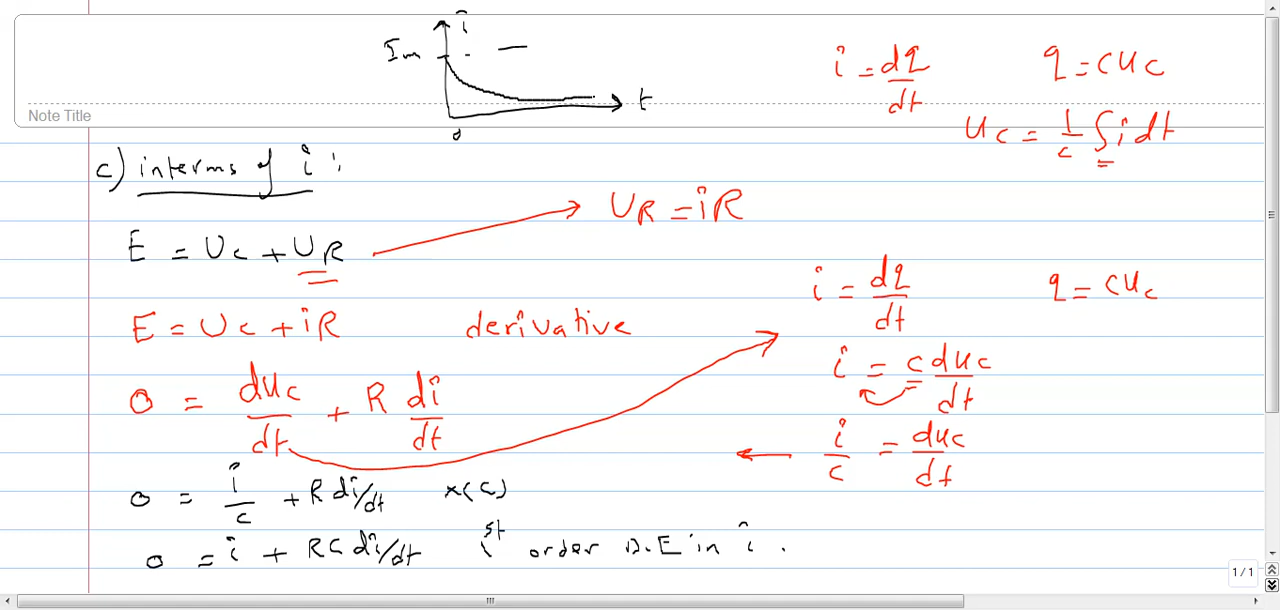 i
Im
t
o
Note Title
i = dq/dt    q = cuc
uc = 1/c ∫ i dt
c) interms of i :
UR = iR
E = Uc + UR
i = dq/dt    q = cuc
E = Uc + iR    derivative
i = c duc/dt
0 = duc/dt + R di/dt
i/c = duc/dt
0 = i/c + R di/dt    x(c)
0 = i + RC di/dt    1st order D.E in i .
1 / 1